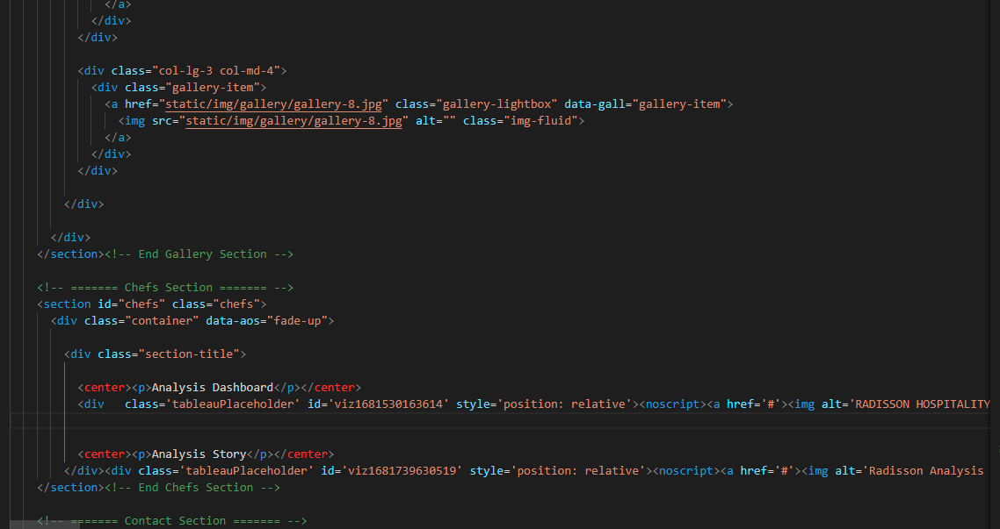 </a>
</div>
</div>
<div class="col-lg-3 col-md-4">
<div class="gallery-item">
<a href="static/img/gallery/gallery-8.jpg" class="gallery-lightbox" data-gall="gallery-item">
<img src="static/img/gallery/gallery-8.jpg" alt="" class="img-fluid">
</a>
</div>
</div>
</div>
</div>
</section><!-- End Gallery Section -->
<!-- ======= Chefs Section ======= -->
<section id="chefs" class="chefs">
<div class="container" data-aos="fade-up">
<div class="section-title">
<center><p>Analysis Dashboard</p></center>
<div   class='tableauPlaceholder' id='viz1681530163614' style='position: relative'><noscript><a href='#'><img alt='RADISSON HOSPITALITY
<center><p>Analysis Story</p></center>
</div><div class='tableauPlaceholder' id='viz1681739630519' style='position: relative'><noscript><a href='#'><img alt='Radisson Analysis
</section><!-- End Chefs Section -->
<!-- ======= Contact Section ======= -->